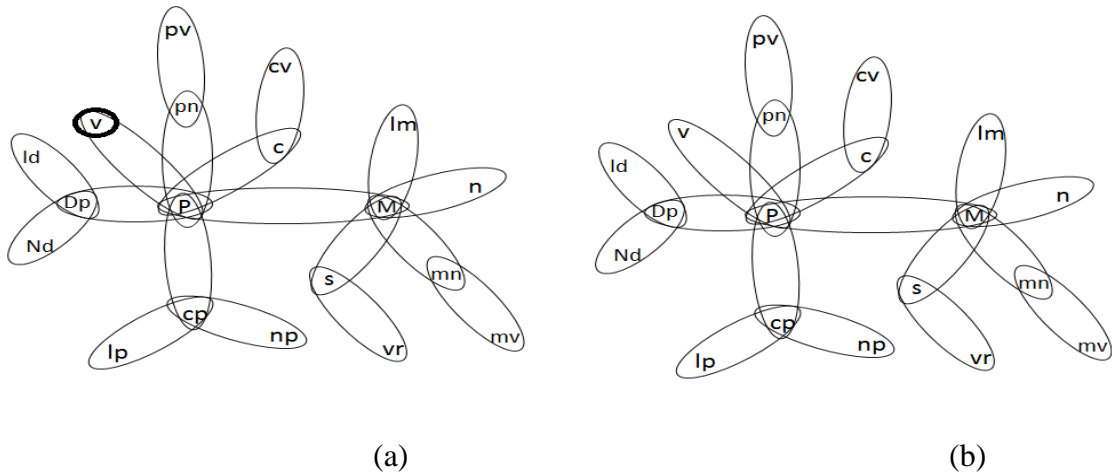 pv pv
cv cv
pn pn
v lm v lm
ld c ld c
n n
Dp P M Dp P M
Nd Nd
s mn s mn
cp cp
lp np vr mv lp np vr mv
(a) (b)